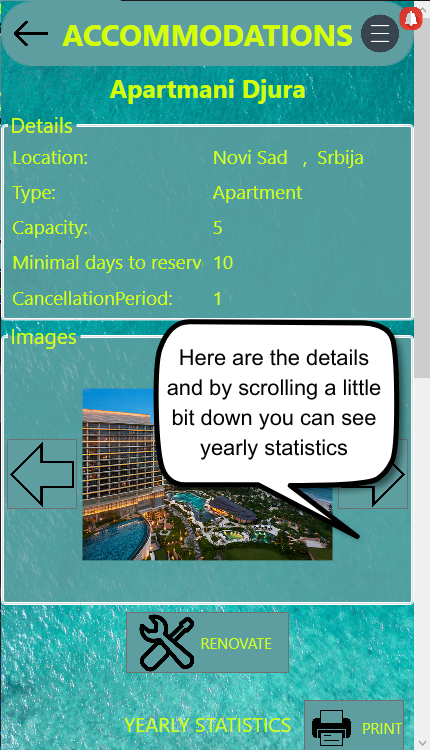 ACCOMMODATIONS
Apartmani Djura
Details
Location: Novi Sad , Srbija
Type: Apartment
Capacity: 5
Minimal days to reserv 10
CancellationPeriod: 1
Images
Here are the details
and by scrolling a little
bit down you can see
yearly statistics
RENOVATE
YEARLY STATISTICS
PRINT